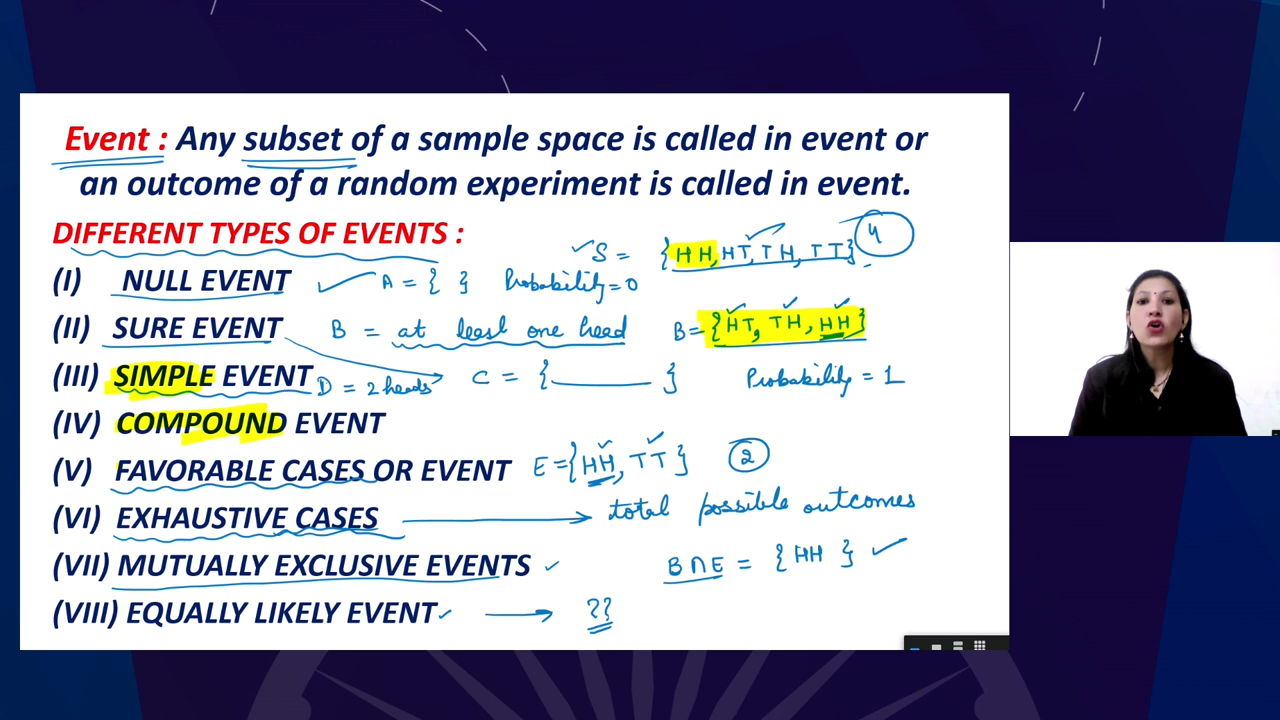 Event : Any subset of a sample space is called in event or
an outcome of a random experiment is called in event.
DIFFERENT TYPES OF EVENTS :
S = {HH, HT, TH, TT} 4
(I) NULL EVENT A = { } Probability = 0
(II) SURE EVENT B = at least one head B = {HT, TH, HH}
(III) SIMPLE EVENT D = 2 heads C = { } Probability = 1
(IV) COMPOUND EVENT
(V) FAVORABLE CASES OR EVENT E = {HH, TT} 2
(VI) EXHAUSTIVE CASES total possible outcomes
(VII) MUTUALLY EXCLUSIVE EVENTS B ∩ E = {HH}
(VIII) EQUALLY LIKELY EVENT ??